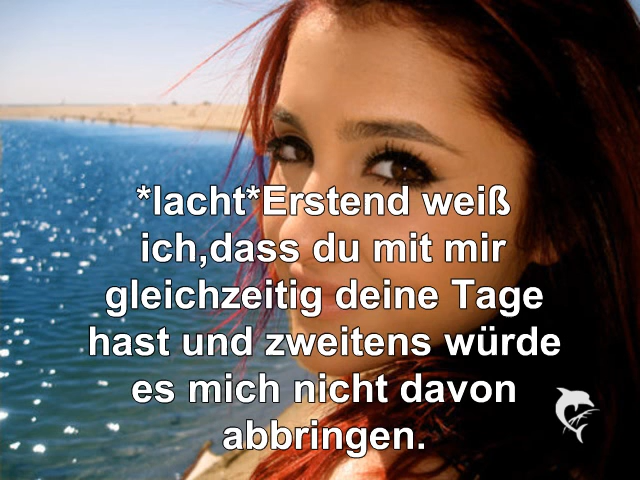 *lacht*Erstend weiß
ich,dass du mit mir
gleichzeitig deine Tage
hast und zweitens würde
es mich nicht davon
abbringen.